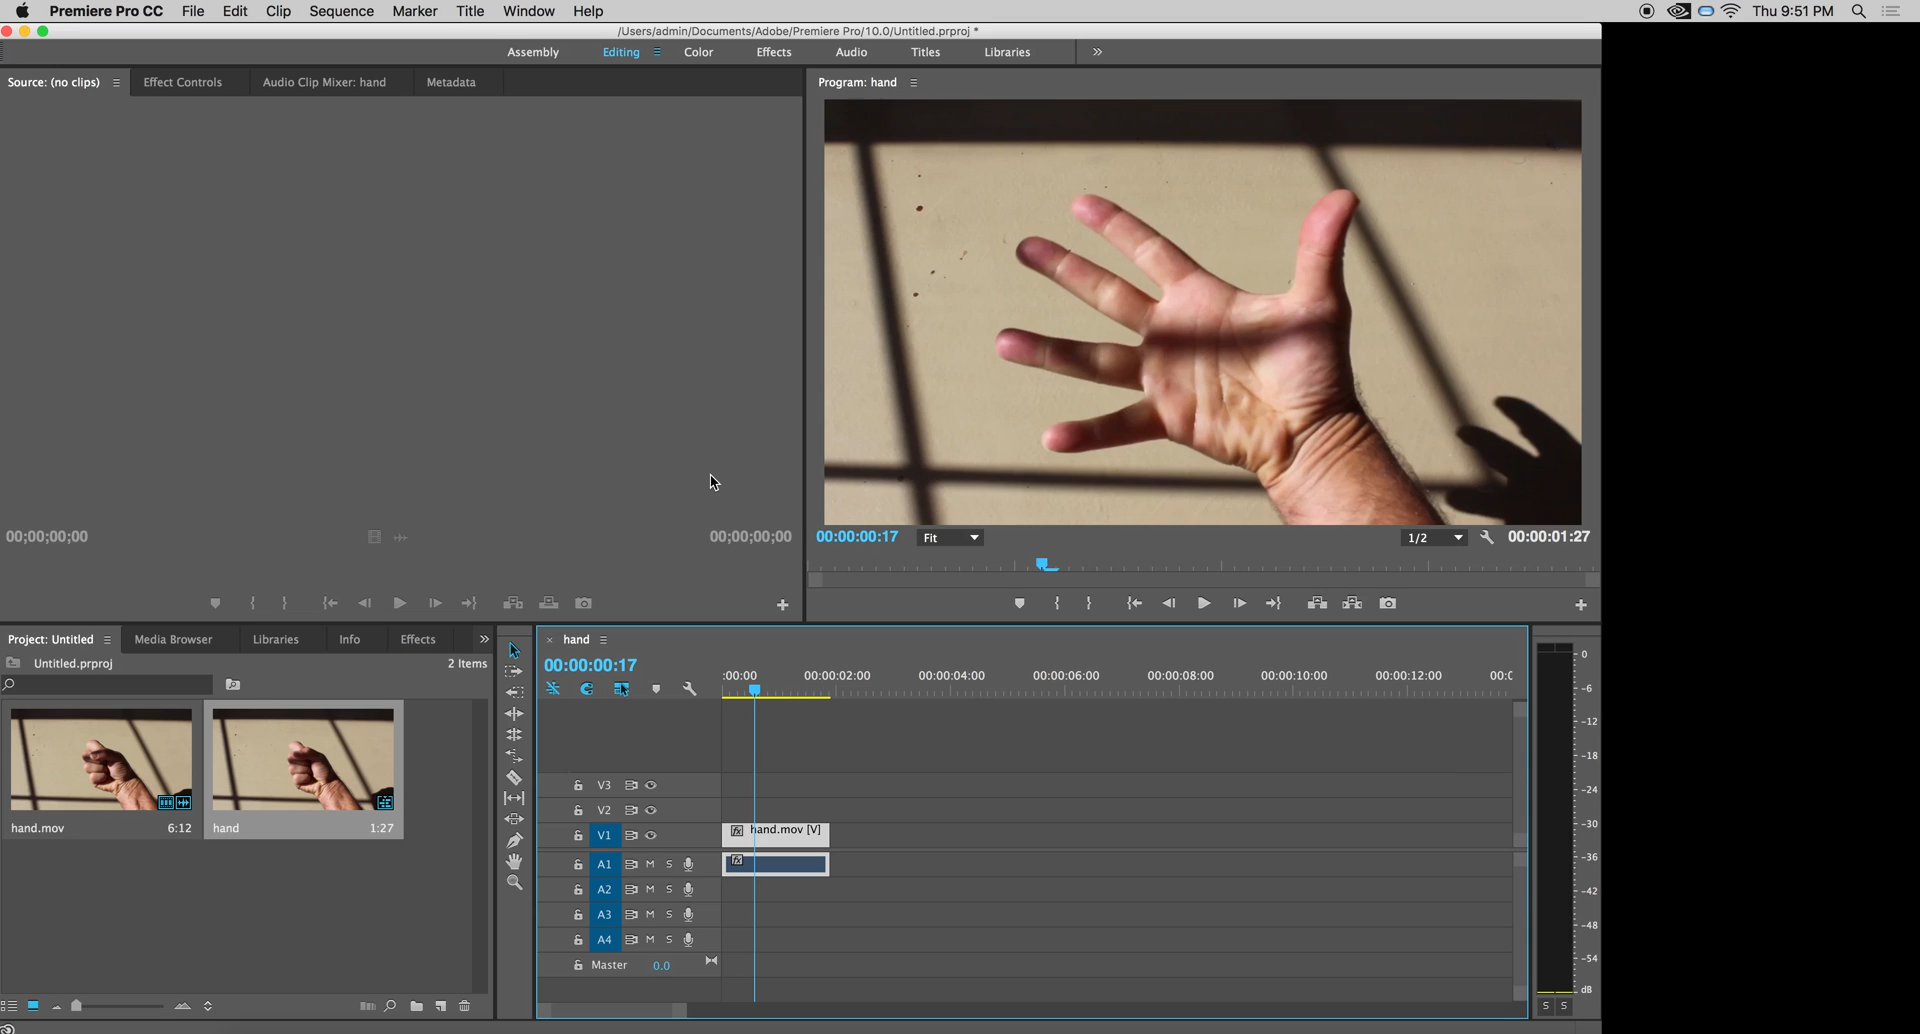 Premiere Pro CC File Edit Clip Sequence Marker Title Window Help Thu 9:51 PM
/Users/admin/Documents/Adobe/Premiere Pro/10.0/Untitled.prproj *
Assembly Editing Color Effects Audio Titles Libraries
Source: (no clips) Effect Controls Audio Clip Mixer: hand Metadata
Program: hand
00;00;00;00 00;00;00;00
00:00:00:17 Fit 1/2 00:00:01:27
Project: Untitled Media Browser Libraries Info Effects
Untitled.prproj 2 Items
hand.mov 6:12
hand 1:27
hand
00:00:00:17
:00:00 00:00:02:00 00:00:04:00 00:00:06:00 00:00:08:00 00:00:10:00 00:00:12:00 00:0
V3
V2
V1 fx hand.mov [V]
A1 M S fx
A2 M S
A3 M S
A4 M S
Master 0.0
0
-6
-12
-18
-24
-30
-36
-42
-48
-54
dB
S S